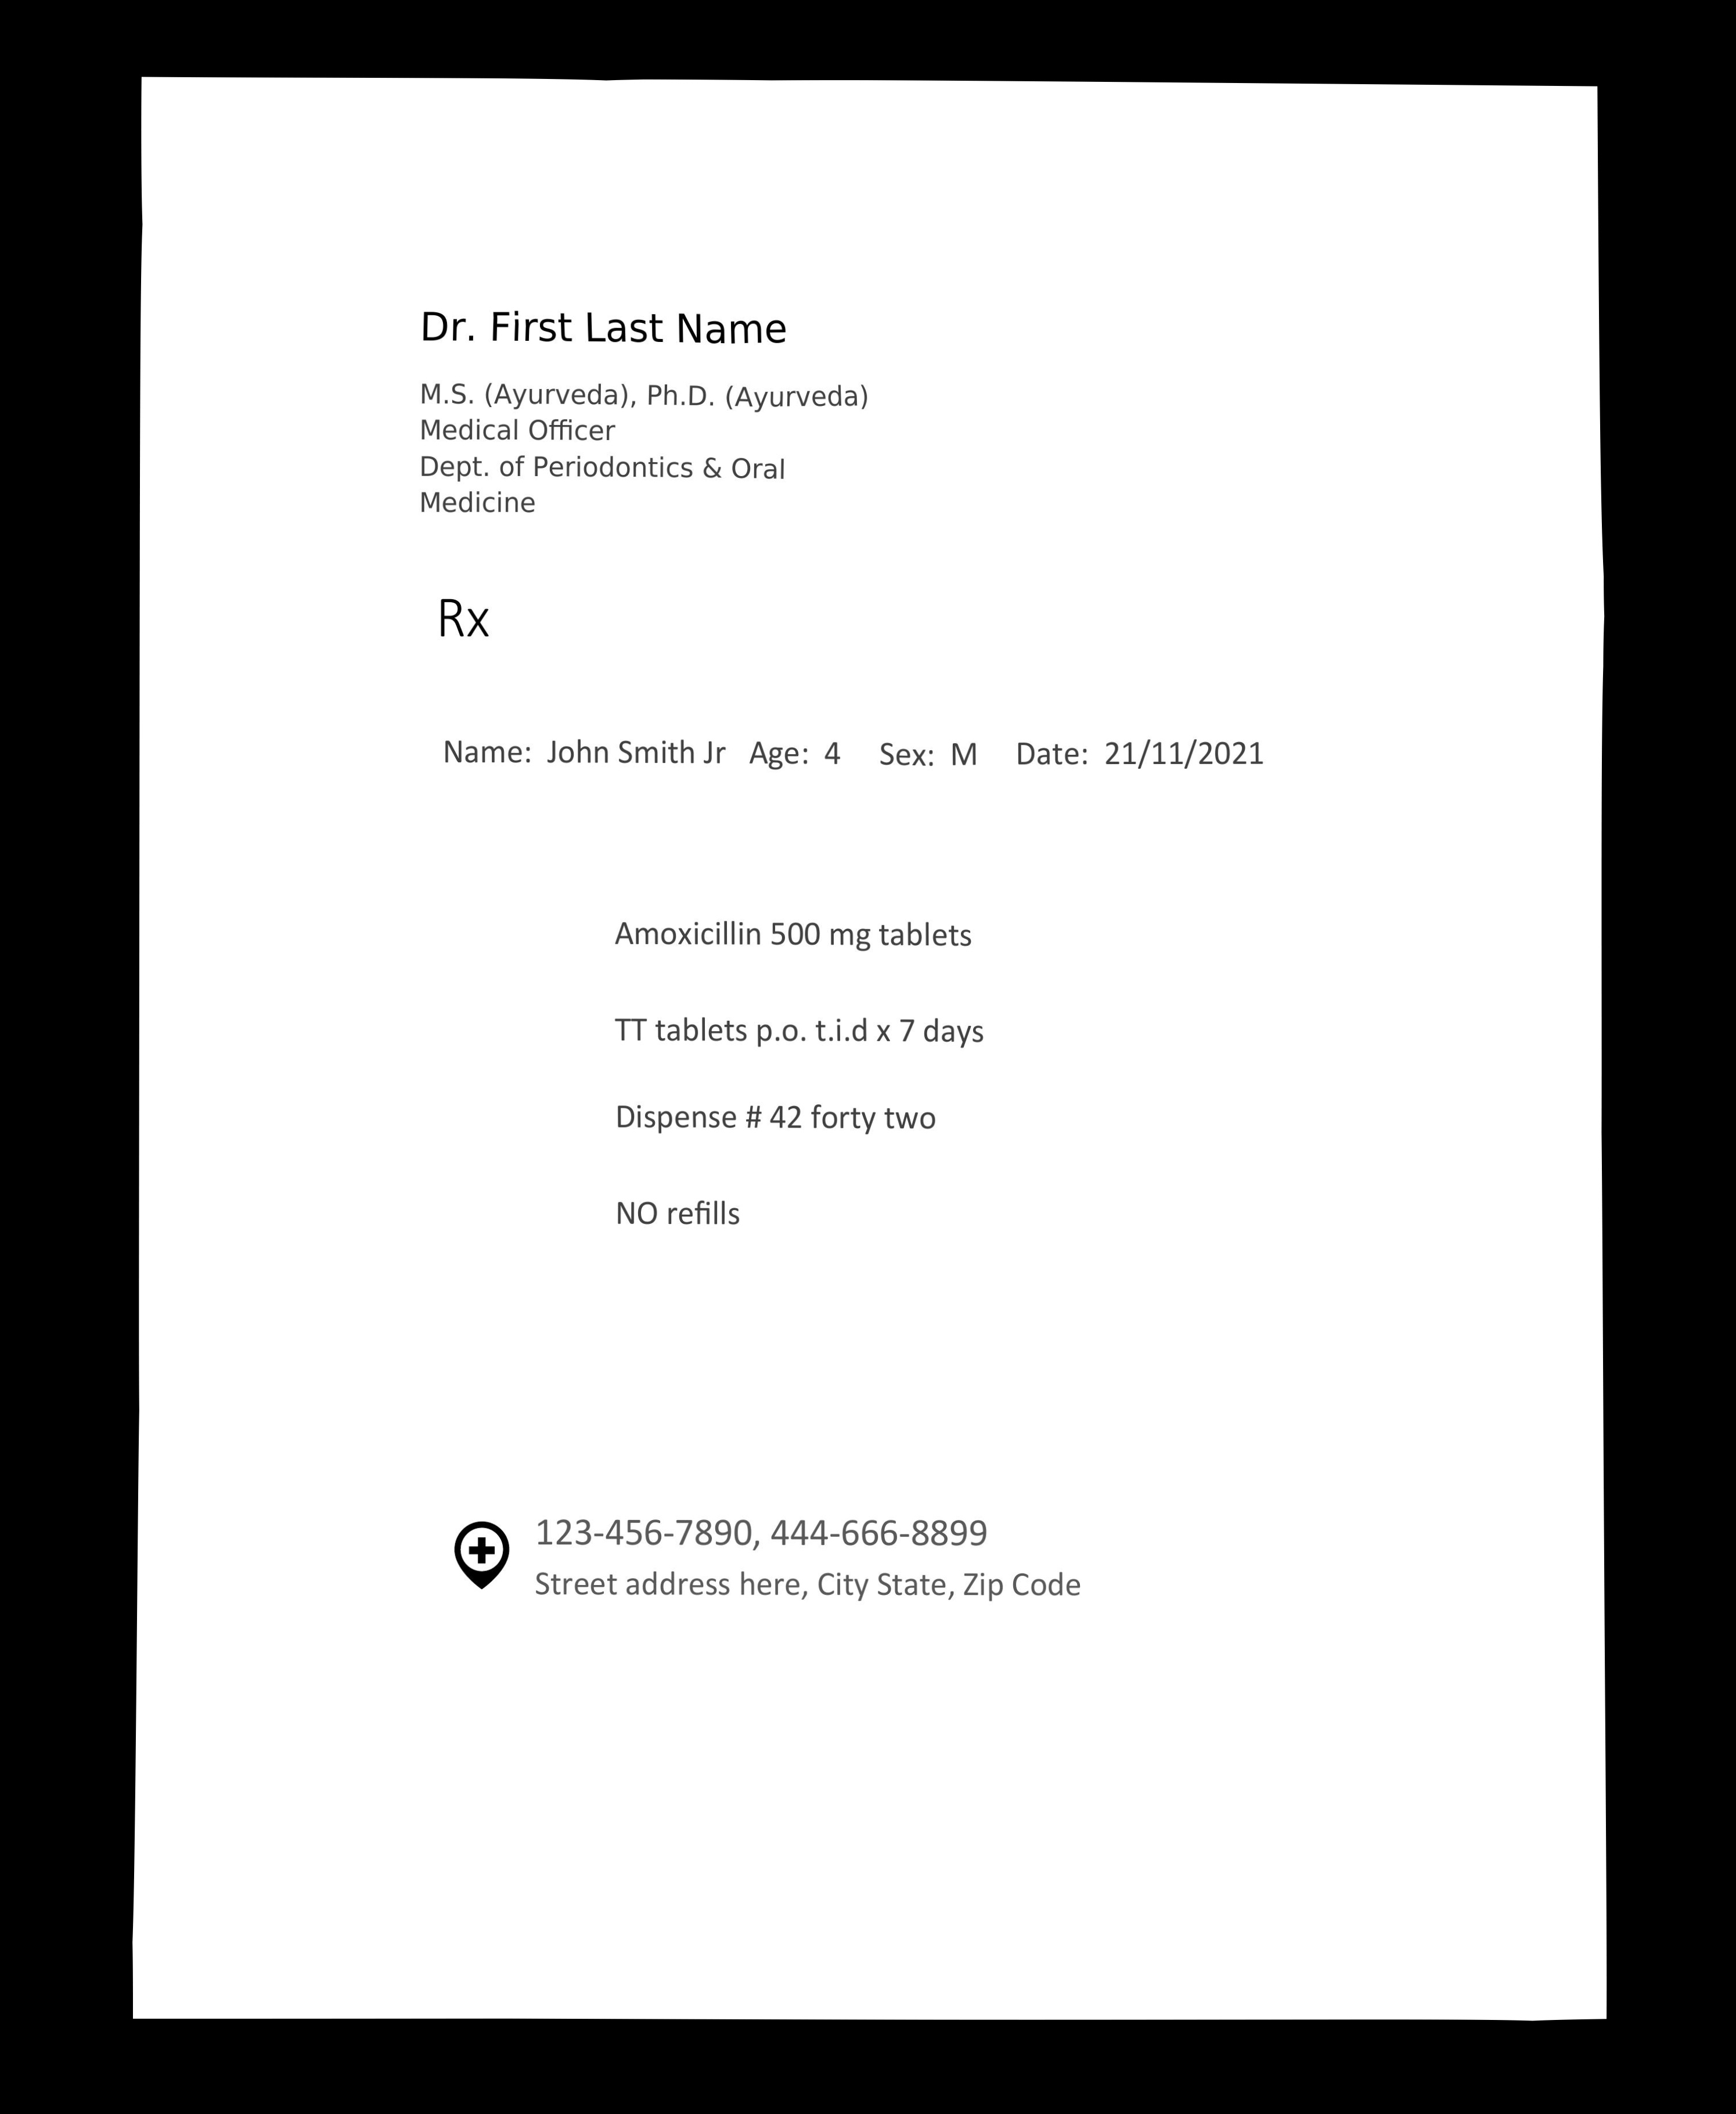 Dr. First Last Name
M.S. (Ayurveda), Ph.D. (Ayurveda)
Medical Officer
Dept. of Periodontics & Oral
Medicine
Rx
Name: John Smith Jr Age: 4 Sex: M Date: 21/11/2021
Amoxicillin 500 mg tablets
TT tablets p.o. t.i.d x 7 days
Dispense # 42 forty two
NO refills
123-456-7890, 444-666-8899
Street address here, City State, Zip Code